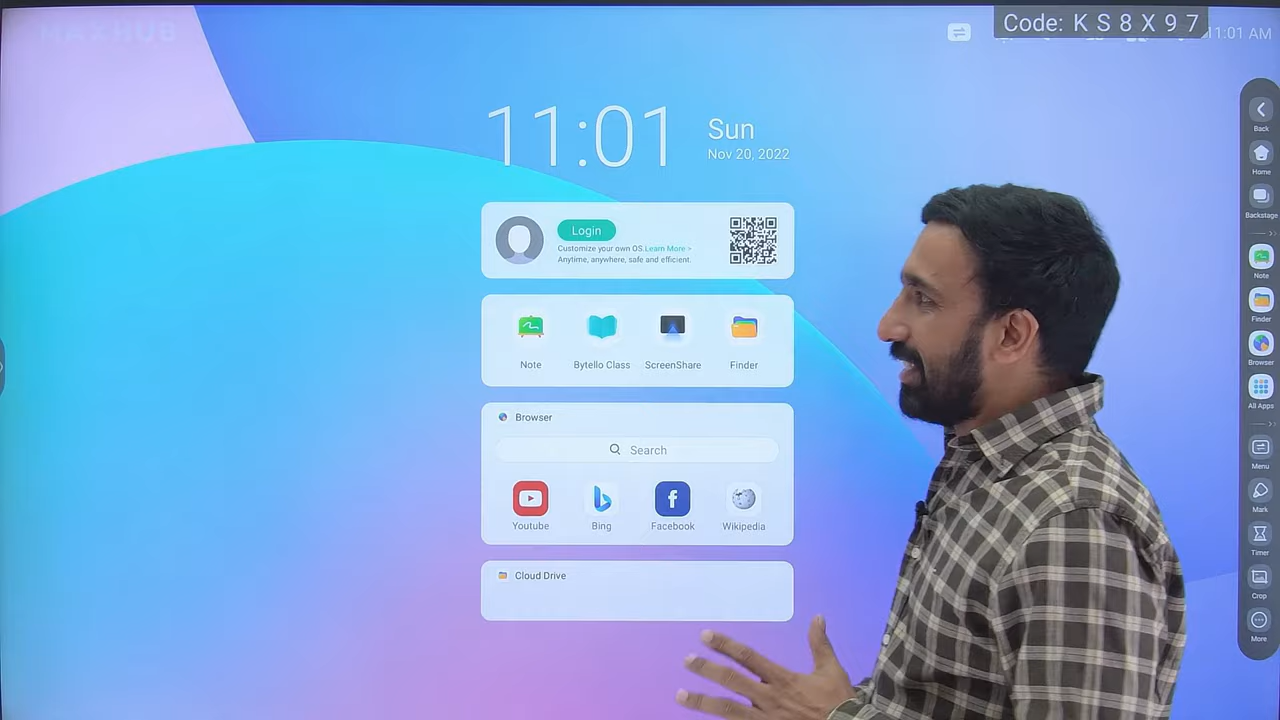 MAXHUB
Code: K S 8 X 9 7
11:01 AM
11:01
Sun
Nov 20, 2022
Login
Customize your own OS.Learn More >
Anytime, anywhere, safe and efficient.
Note
Bytello Class
ScreenShare
Finder
Browser
Search
Youtube
Bing
Facebook
Wikipedia
Cloud Drive
Back
Home
Backstage
Note
Finder
Browser
All Apps
Menu
Mark
Timer
Crop
More